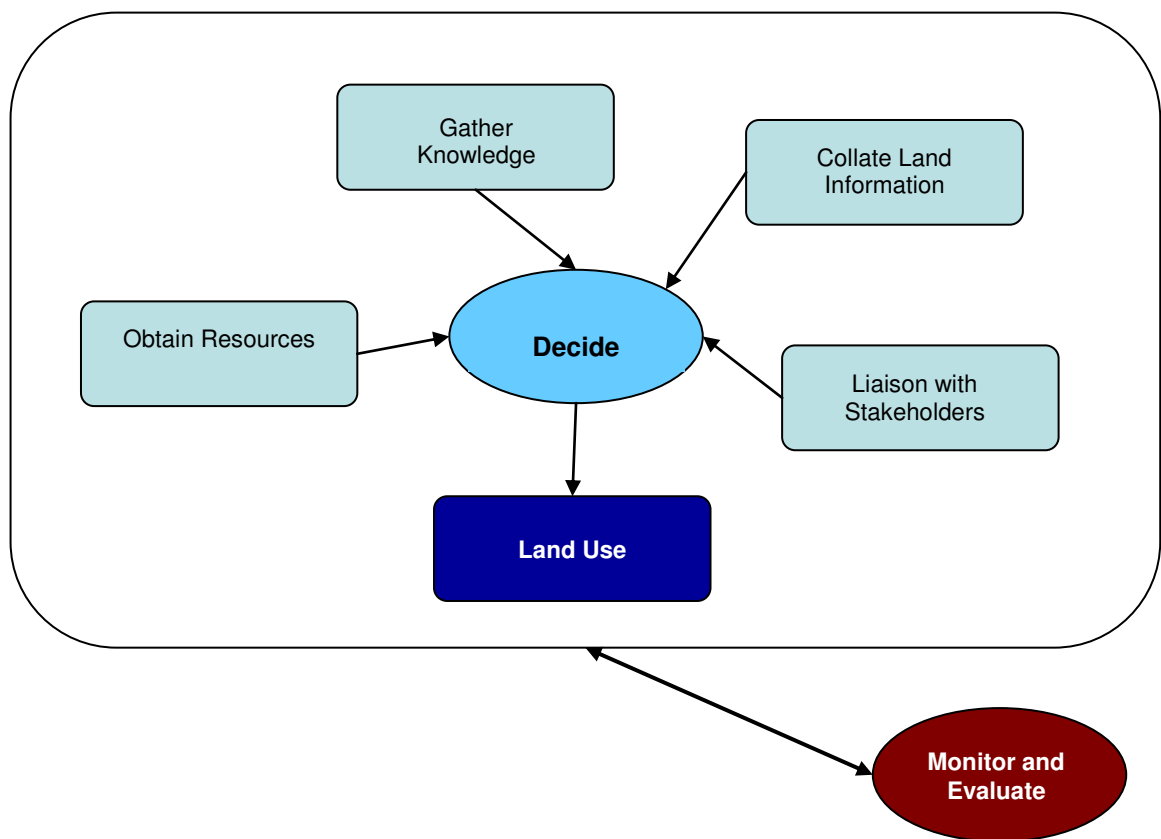 Gather
Knowledge
Collate Land
Information
Obtain Resources
Decide
Liaison with
Stakeholders
Land Use
Monitor and
Evaluate